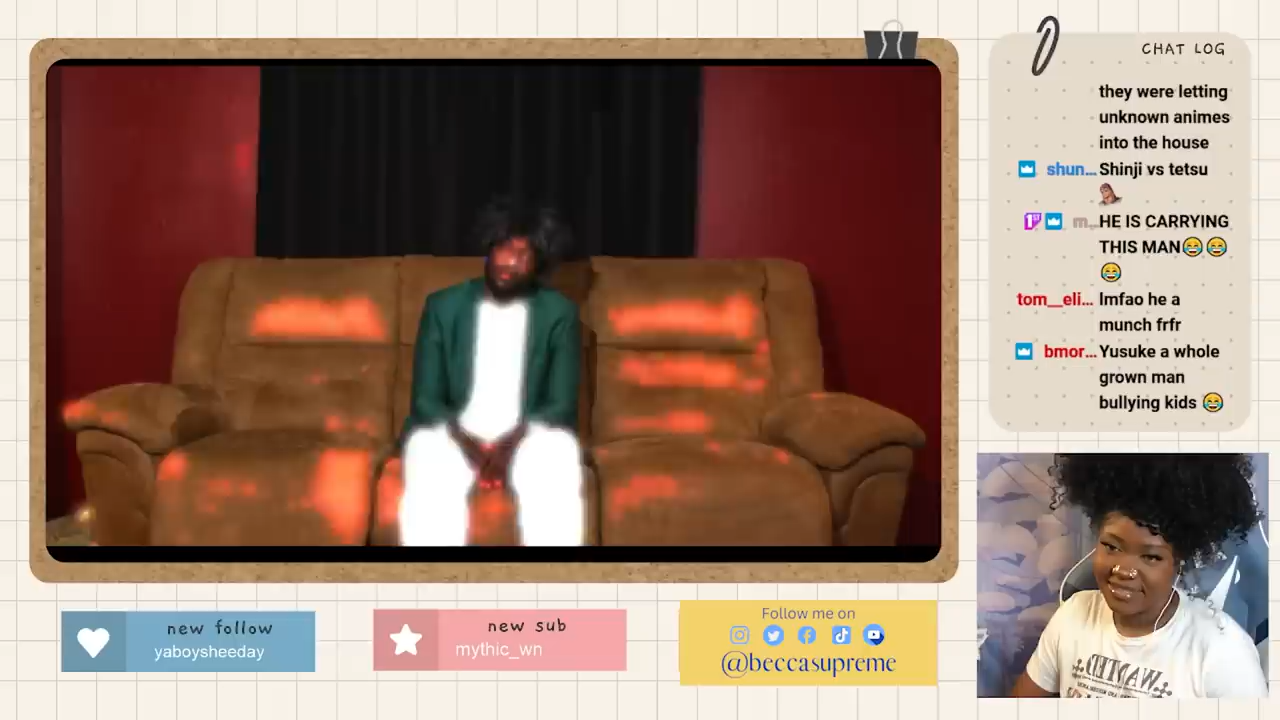 CHAT LOG
they were letting
unknown animes
into the house
shun… Shinji vs tetsu
m… HE IS CARRYING
THIS MAN😂😂
😂
tom__eli… lmfao he a
munch frfr
bmor… Yusuke a whole
grown man
bullying kids 😂
new follow
yaboysheeday
new sub
mythic_wn
Follow me on
@beccasupreme
WANTED